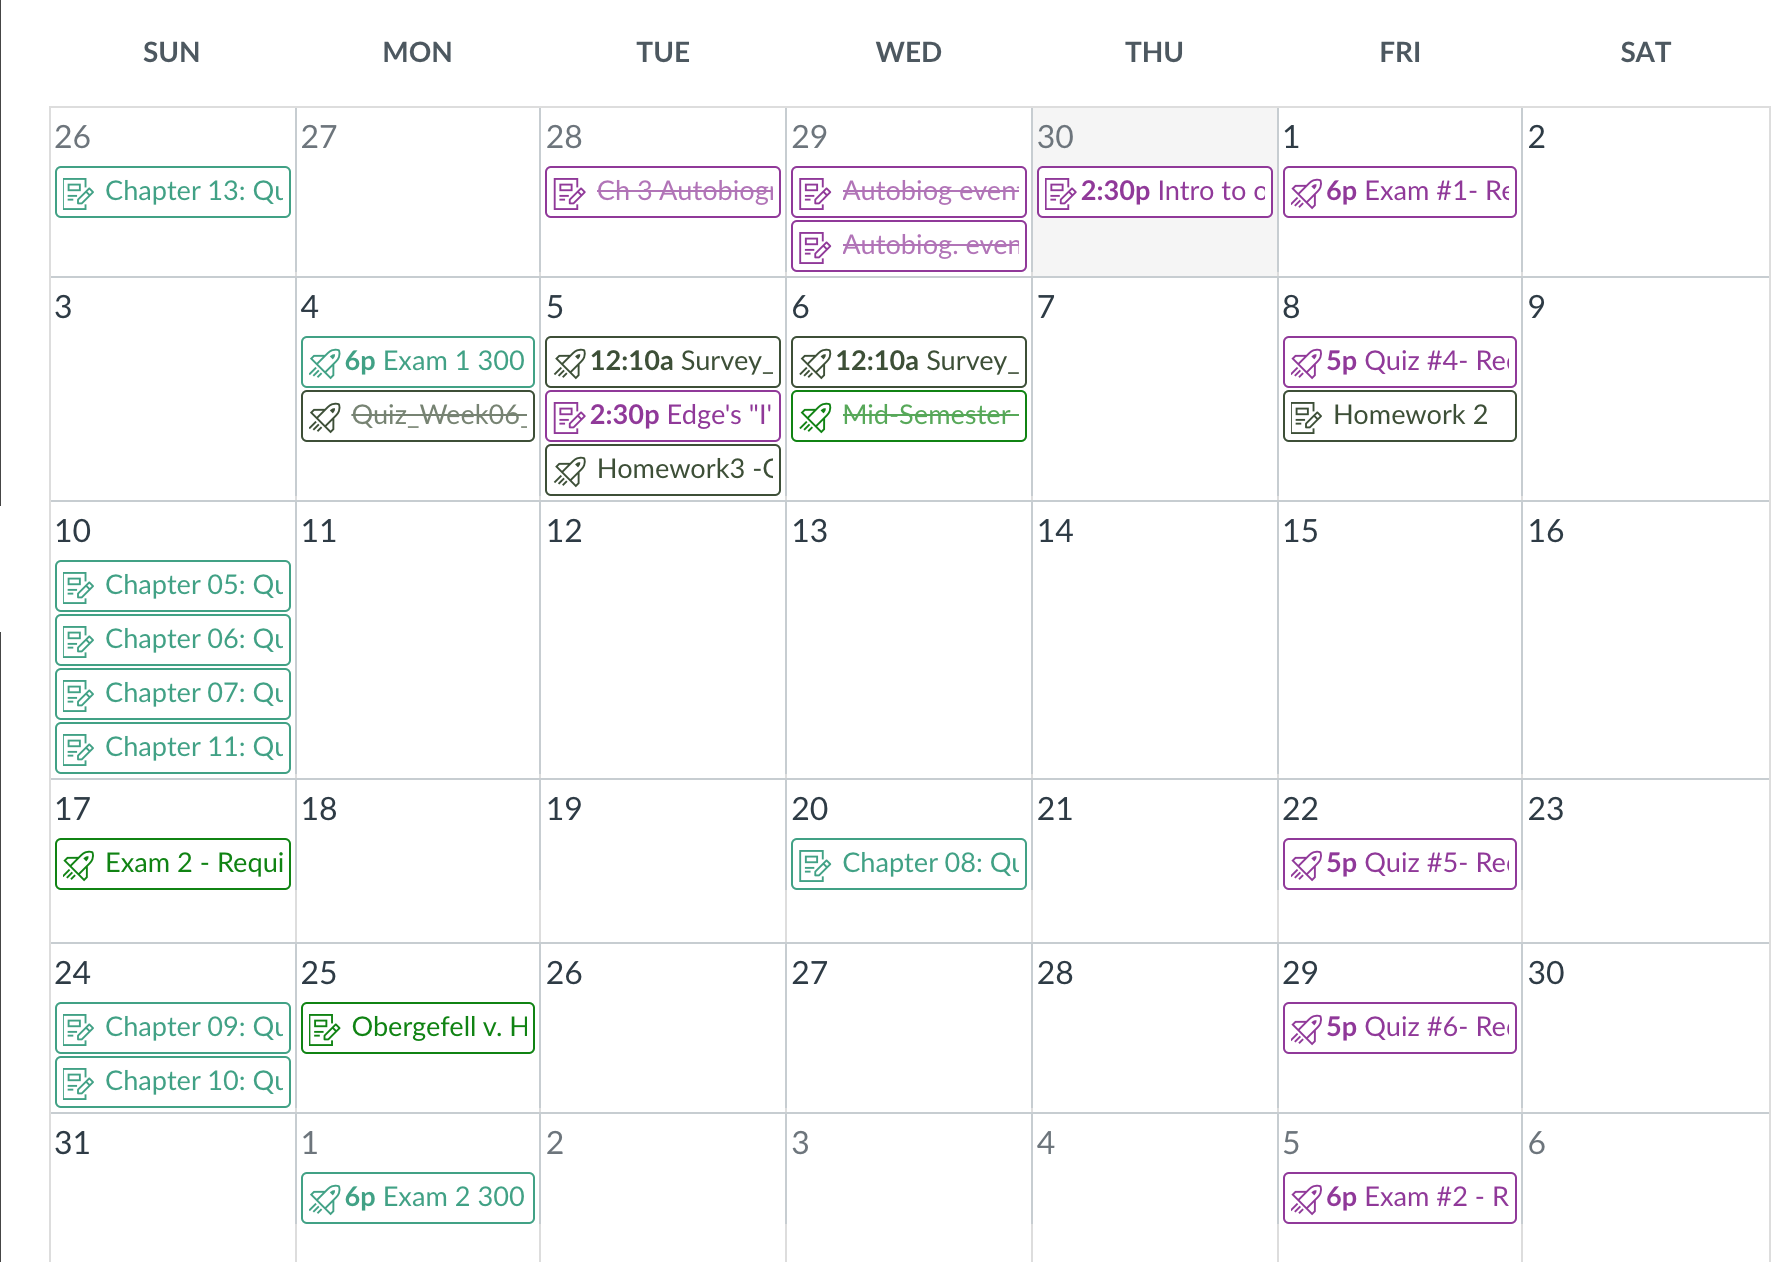 SUN MON TUE WED THU FRI SAT
26 27 28 29 30 1 2
Chapter 13: Qu
Ch 3 Autobiogr
Autobiog even
2:30p Intro to c
6p Exam #1- Re
Autobiog. even
3 4 5 6 7 8 9
6p Exam 1 300
12:10a Survey_
12:10a Survey_
5p Quiz #4- Re
Quiz_Week06_
2:30p Edge's "I"
Mid-Semester
Homework 2
Homework3 -C
10 11 12 13 14 15 16
Chapter 05: Qu
Chapter 06: Qu
Chapter 07: Qu
Chapter 11: Qu
17 18 19 20 21 22 23
Exam 2 - Requi
Chapter 08: Qu
5p Quiz #5- Re
24 25 26 27 28 29 30
Chapter 09: Qu
Obergefell v. H
5p Quiz #6- Re
Chapter 10: Qu
31 1 2 3 4 5 6
6p Exam 2 300
6p Exam #2 - R